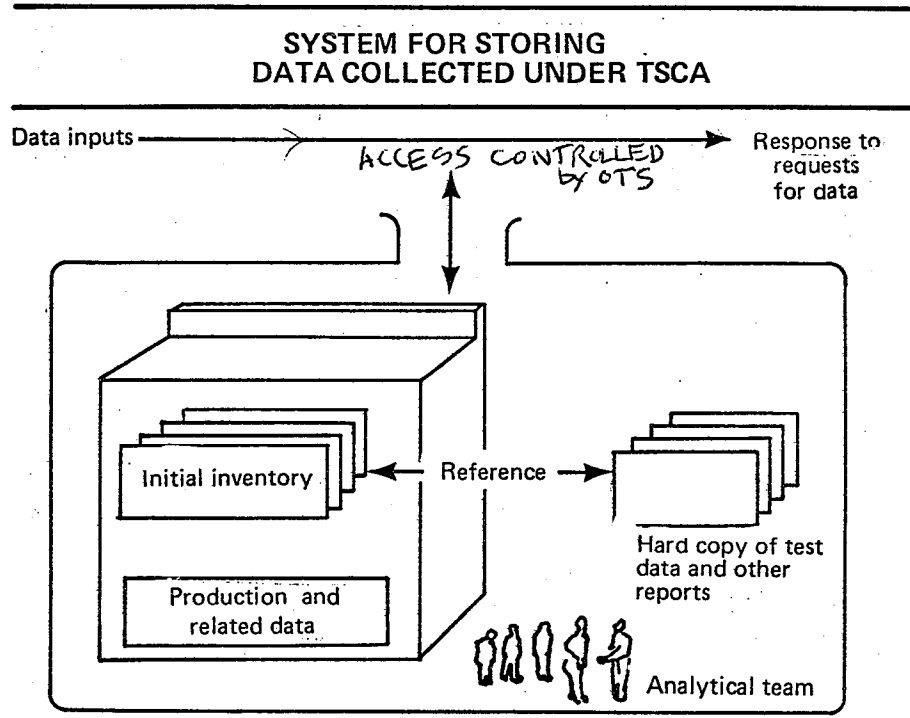 SYSTEM FOR STORING
DATA COLLECTED UNDER TSCA
Data inputs
Response to
requests
for data
ACCESS CONTROLLED
by OTS
Initial inventory
Reference
Hard copy of test
data and other
reports
Production and
related data
Analytical team